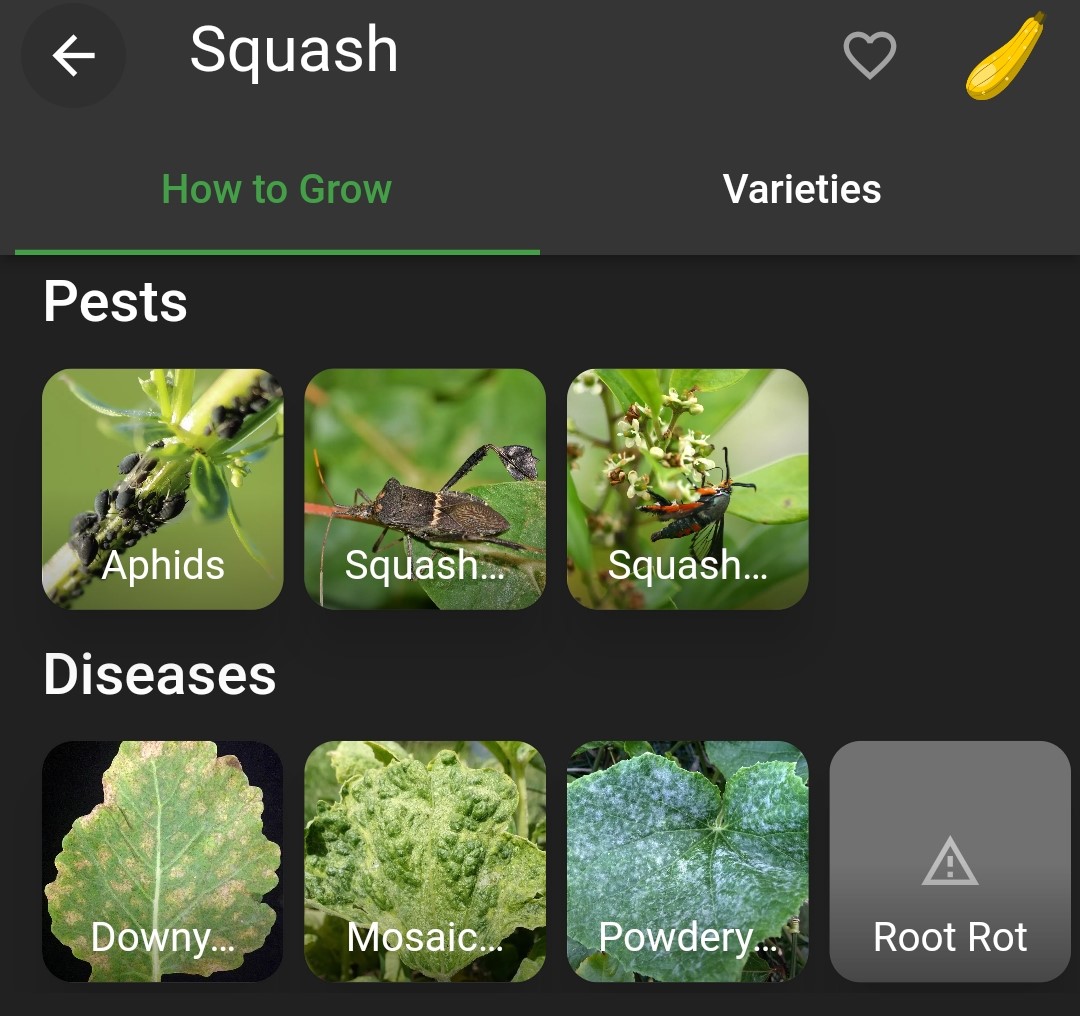 Squash
How to Grow
Varieties
Pests
Aphids
Squash...
Squash...
Diseases
Downy...
Mosaic...
Powdery...
Root Rot